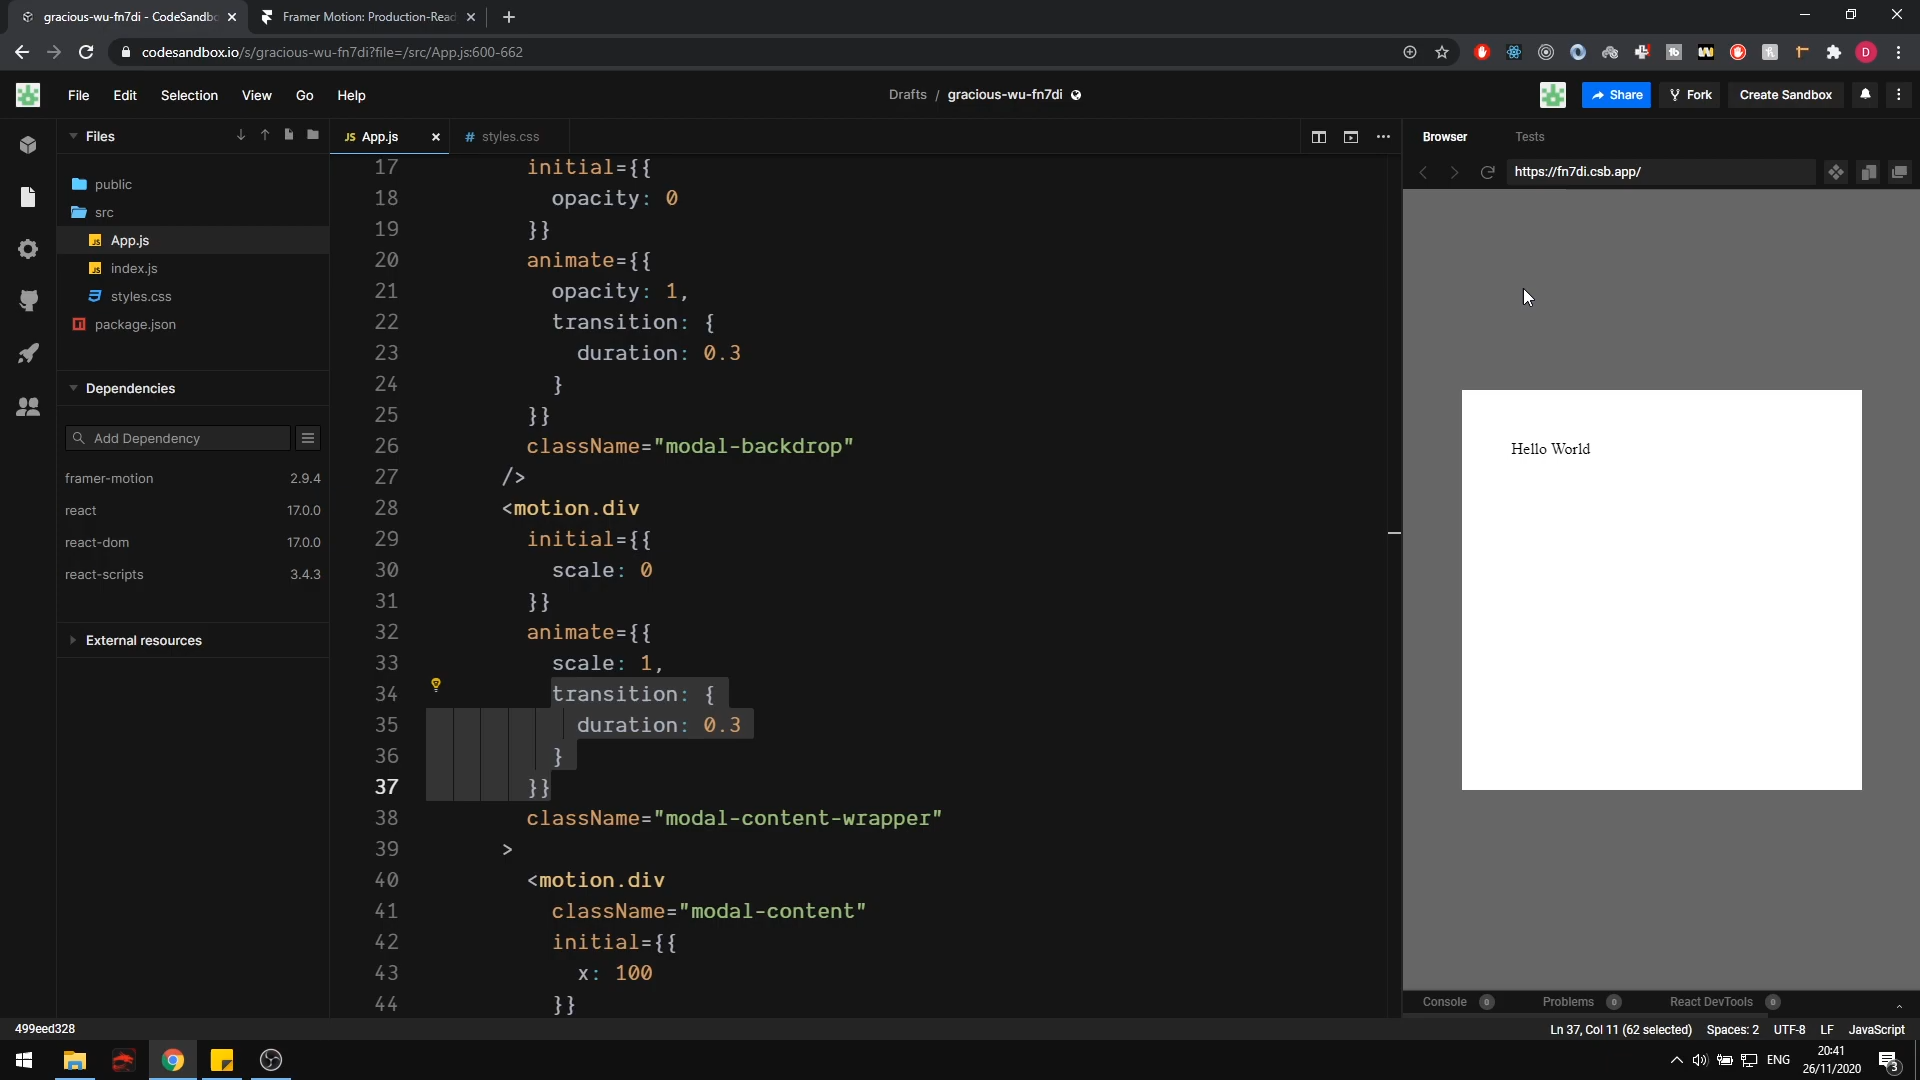 gracious-wu-fn7di - CodeSandbo
Framer Motion: Production-Read
codesandbox.io/s/gracious-wu-fn7di?file=/src/App.js:600-662
D
File Edit Selection View Go Help
Drafts / gracious-wu-fn7di
Share
Fork
Create Sandbox
Files
public
src
App.js
index.js
styles.css
package.json
Dependencies
Add Dependency
framer-motion 2.9.4
react 17.0.0
react-dom 17.0.0
react-scripts 3.4.3
External resources
JS App.js
# styles.css
17 initial={{
18 opacity: 0
19 }}
20 animate={{
21 opacity: 1,
22 transition: {
23 duration: 0.3
24 }
25 }}
26 className="modal-backdrop"
27 />
28 <motion.div
29 initial={{
30 scale: 0
31 }}
32 animate={{
33 scale: 1,
34 transition: {
35 duration: 0.3
36 }
37 }}
38 className="modal-content-wrapper"
39 >
40 <motion.div
41 className="modal-content"
42 initial={{
43 x: 100
44 }}
Browser Tests
https://fn7di.csb.app/
Hello World
Console 0 Problems 0 React DevTools 0
499eed328
Ln 37, Col 11 (62 selected) Spaces: 2 UTF-8 LF JavaScript
ENG
20:41
26/11/2020
3